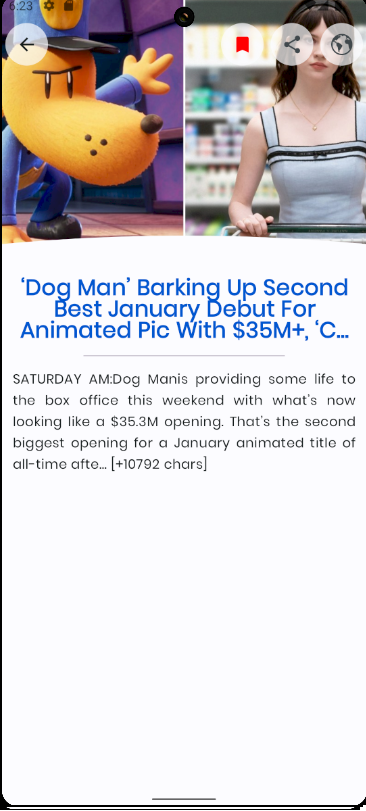 6:23
‘Dog Man’ Barking Up Second
Best January Debut For
Animated Pic With $35M+, ‘C...
SATURDAY AM:Dog Manis providing some life to
the box office this weekend with what's now
looking like a $35.3M opening. That's the second
biggest opening for a January animated title of
all-time afte... [+10792 chars]